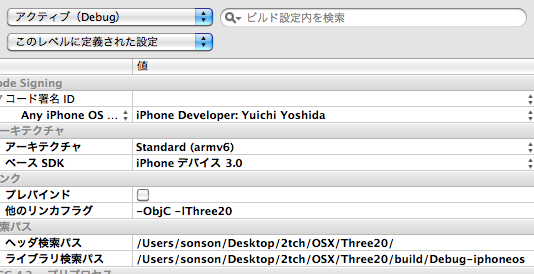 アクティブ（Debug）
ビルド設定内を検索
このレベルに定義された設定
値
ode Signing
コード署名 ID
Any iPhone OS ... iPhone Developer: Yuichi Yoshida
ーキテクチャ
アーキテクチャ Standard (armv6)
ベース SDK iPhone デバイス 3.0
ンク
プレバインド
他のリンカフラグ -ObjC -lThree20
索パス
ヘッダ検索パス /Users/sonson/Desktop/2tch/OSX/Three20/
ライブラリ検索パス /Users/sonson/Desktop/2tch/OSX/Three20/build/Debug-iphoneos